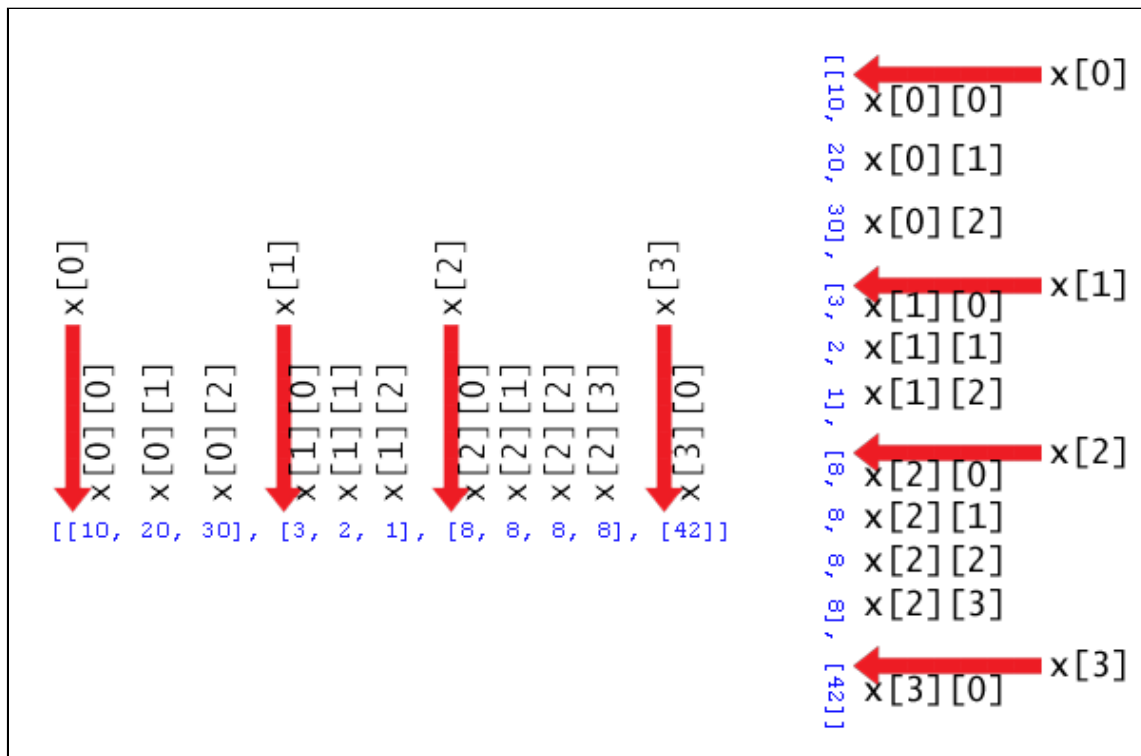 x[0]
x[1]
x[2]
x[3]
x[0][0]
x[0][1]
x[0][2]
x[1][0]
x[1][1]
x[1][2]
x[2][0]
x[2][1]
x[2][2]
x[2][3]
x[3][0]
[[10, 20, 30], [3, 2, 1], [8, 8, 8, 8], [42]]
[[10, 20, 30], [3, 2, 1], [8, 8, 8, 8], [42]]
x[0]
x[0][0]
x[0][1]
x[0][2]
x[1]
x[1][0]
x[1][1]
x[1][2]
x[2]
x[2][0]
x[2][1]
x[2][2]
x[2][3]
x[3]
x[3][0]